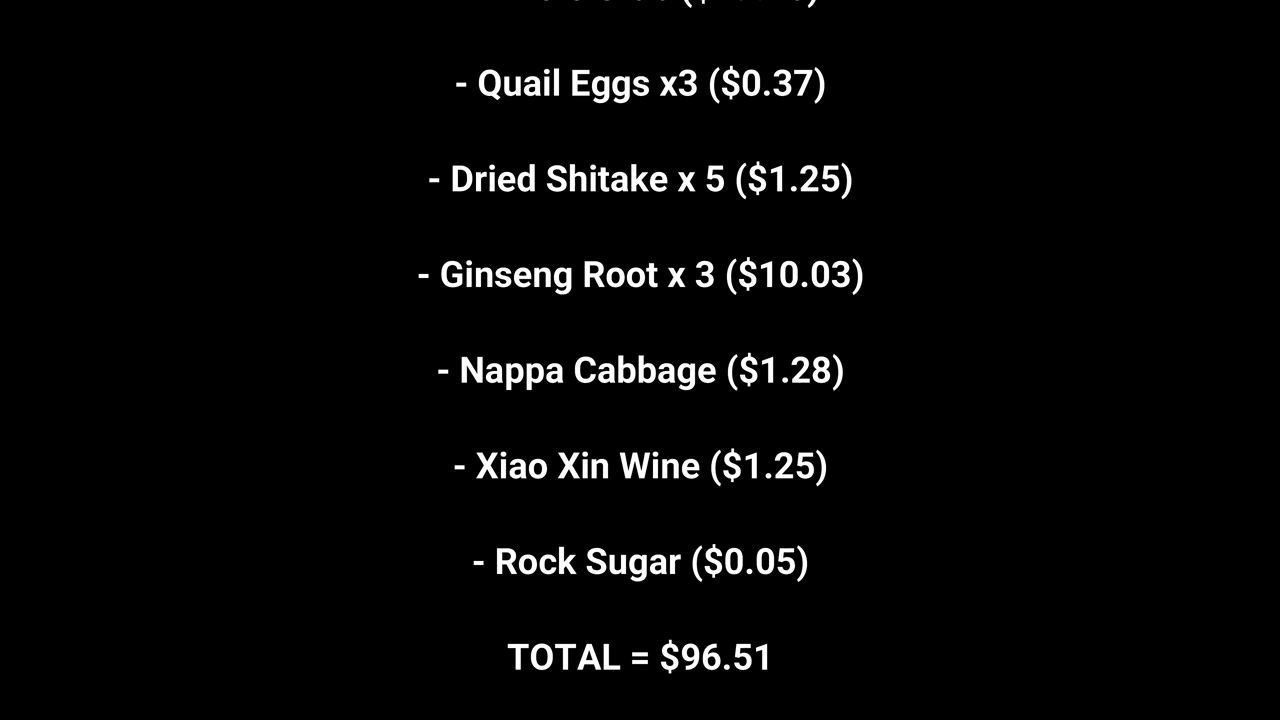 - Quail Eggs x3 ($0.37)
- Dried Shitake x 5 ($1.25)
- Ginseng Root x 3 ($10.03)
- Nappa Cabbage ($1.28)
- Xiao Xin Wine ($1.25)
- Rock Sugar ($0.05)
TOTAL = $96.51